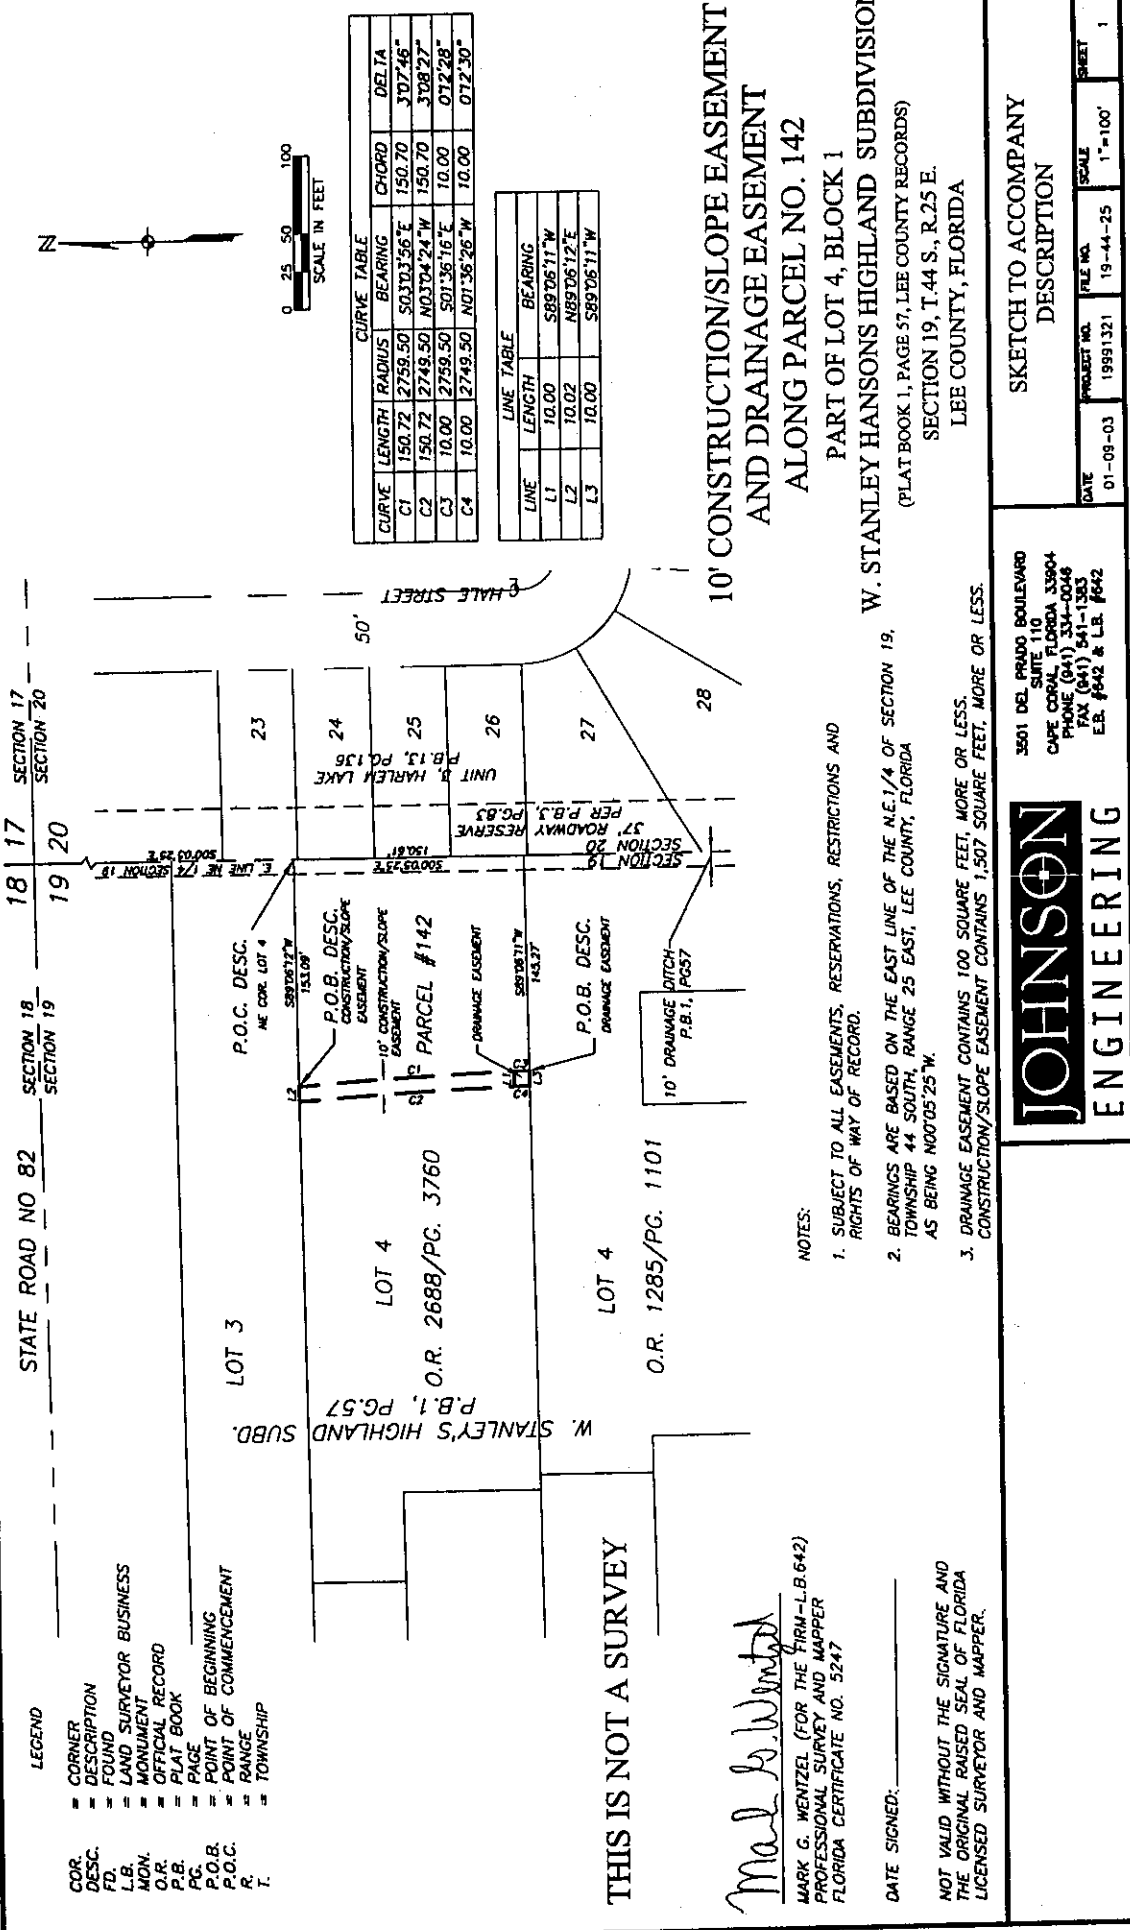 LEGEND
COR. = CORNER
DESC. = DESCRIPTION
FD. = FOUND
L.B. = LAND SURVEYOR BUSINESS
MON. = MONUMENT
O.R. = OFFICIAL RECORD
P.B. = PLAT BOOK
PG. = PAGE
P.O.B. = POINT OF BEGINNING
P.O.C. = POINT OF COMMENCEMENT
R. = RANGE
T. = TOWNSHIP
STATE ROAD NO 82
SECTION 18
SECTION 19
18 17
19 20
SECTION 17
SECTION 20
N
0 25 50 100
SCALE IN FEET
CURVE TABLE
CURVE LENGTH RADIUS BEARING CHORD DELTA
C1 150.72 2759.50 S03°03'56"E 150.70 3°07'46"
C2 150.72 2749.50 N03°04'24"W 150.70 3°08'27"
C3 10.00 2759.50 S01°36'16"E 10.00 0°12'28"
C4 10.00 2749.50 N01°36'26"W 10.00 0°12'30"
LINE TABLE
LINE LENGTH BEARING
L1 10.00 S89°06'11"W
L2 10.02 N89°06'12"E
L3 10.00 S89°06'11"W
LOT 3
P.O.C. DESC.
NE COR. LOT 4
S89°06'12"W
153.09'
P.O.B. DESC.
CONSTRUCTION/SLOPE
EASEMENT
10' CONSTRUCTION/SLOPE
EASEMENT
PARCEL #142
DRAINAGE EASEMENT
S89°06'11"W
145.27'
P.O.B. DESC.
DRAINAGE EASEMENT
10' DRAINAGE DITCH
P.B.1, PG57
L2
C1
L1
L3
E. LINE NE 1/4 SECTION 19
S00°05'25"E
S00°05'25"E
150.61'
SECTION 19
SECTION 20
37' ROADWAY RESERVE
PER P.B.3, PG.83
UNIT 3, HARLEM LAKE
P.B.13, PG.136
23
24
25
26
27
28
50'
HALE STREET
LOT 4
O.R. 2688/PG. 3760
LOT 4
O.R. 1285/PG. 1101
W. STANLEY'S HIGHLAND SUBD.
P.B.1, PG.57
THIS IS NOT A SURVEY
Mark G. Wentzel
MARK G. WENTZEL (FOR THE FIRM-L.B.642)
PROFESSIONAL SURVEY AND MAPPER
FLORIDA CERTIFICATE NO. 5247
DATE SIGNED:
NOT VALID WITHOUT THE SIGNATURE AND
THE ORIGINAL RAISED SEAL OF FLORIDA
LICENSED SURVEYOR AND MAPPER.
NOTES:
1. SUBJECT TO ALL EASEMENTS, RESERVATIONS, RESTRICTIONS AND
RIGHTS OF WAY OF RECORD.
2. BEARINGS ARE BASED ON THE EAST LINE OF THE N.E.1/4 OF SECTION 19,
TOWNSHIP 44 SOUTH, RANGE 25 EAST, LEE COUNTY, FLORIDA
AS BEING N00°05'25"W.
3. DRAINAGE EASEMENT CONTAINS 100 SQUARE FEET, MORE OR LESS.
CONSTRUCTION/SLOPE EASEMENT CONTAINS 1,507 SQUARE FEET, MORE OR LESS.
10' CONSTRUCTION/SLOPE EASEMENT
AND DRAINAGE EASEMENT
ALONG PARCEL NO. 142
PART OF LOT 4, BLOCK 1
W. STANLEY HANSONS HIGHLAND SUBDIVISION
(PLAT BOOK 1, PAGE 57, LEE COUNTY RECORDS)
SECTION 19, T.44 S., R.25 E.
LEE COUNTY, FLORIDA
JOHNSON
ENGINEERING
3501 DEL PRADO BOULEVARD
SUITE 110
CAPE CORAL, FLORIDA 33904
PHONE (941) 334-0046
FAX (941) 541-1383
E.B. #642 & L.B. #642
SKETCH TO ACCOMPANY
DESCRIPTION
DATE PROJECT NO. FILE NO. SCALE SHEET
01-09-03 19991321 19-44-25 1"=100' 1